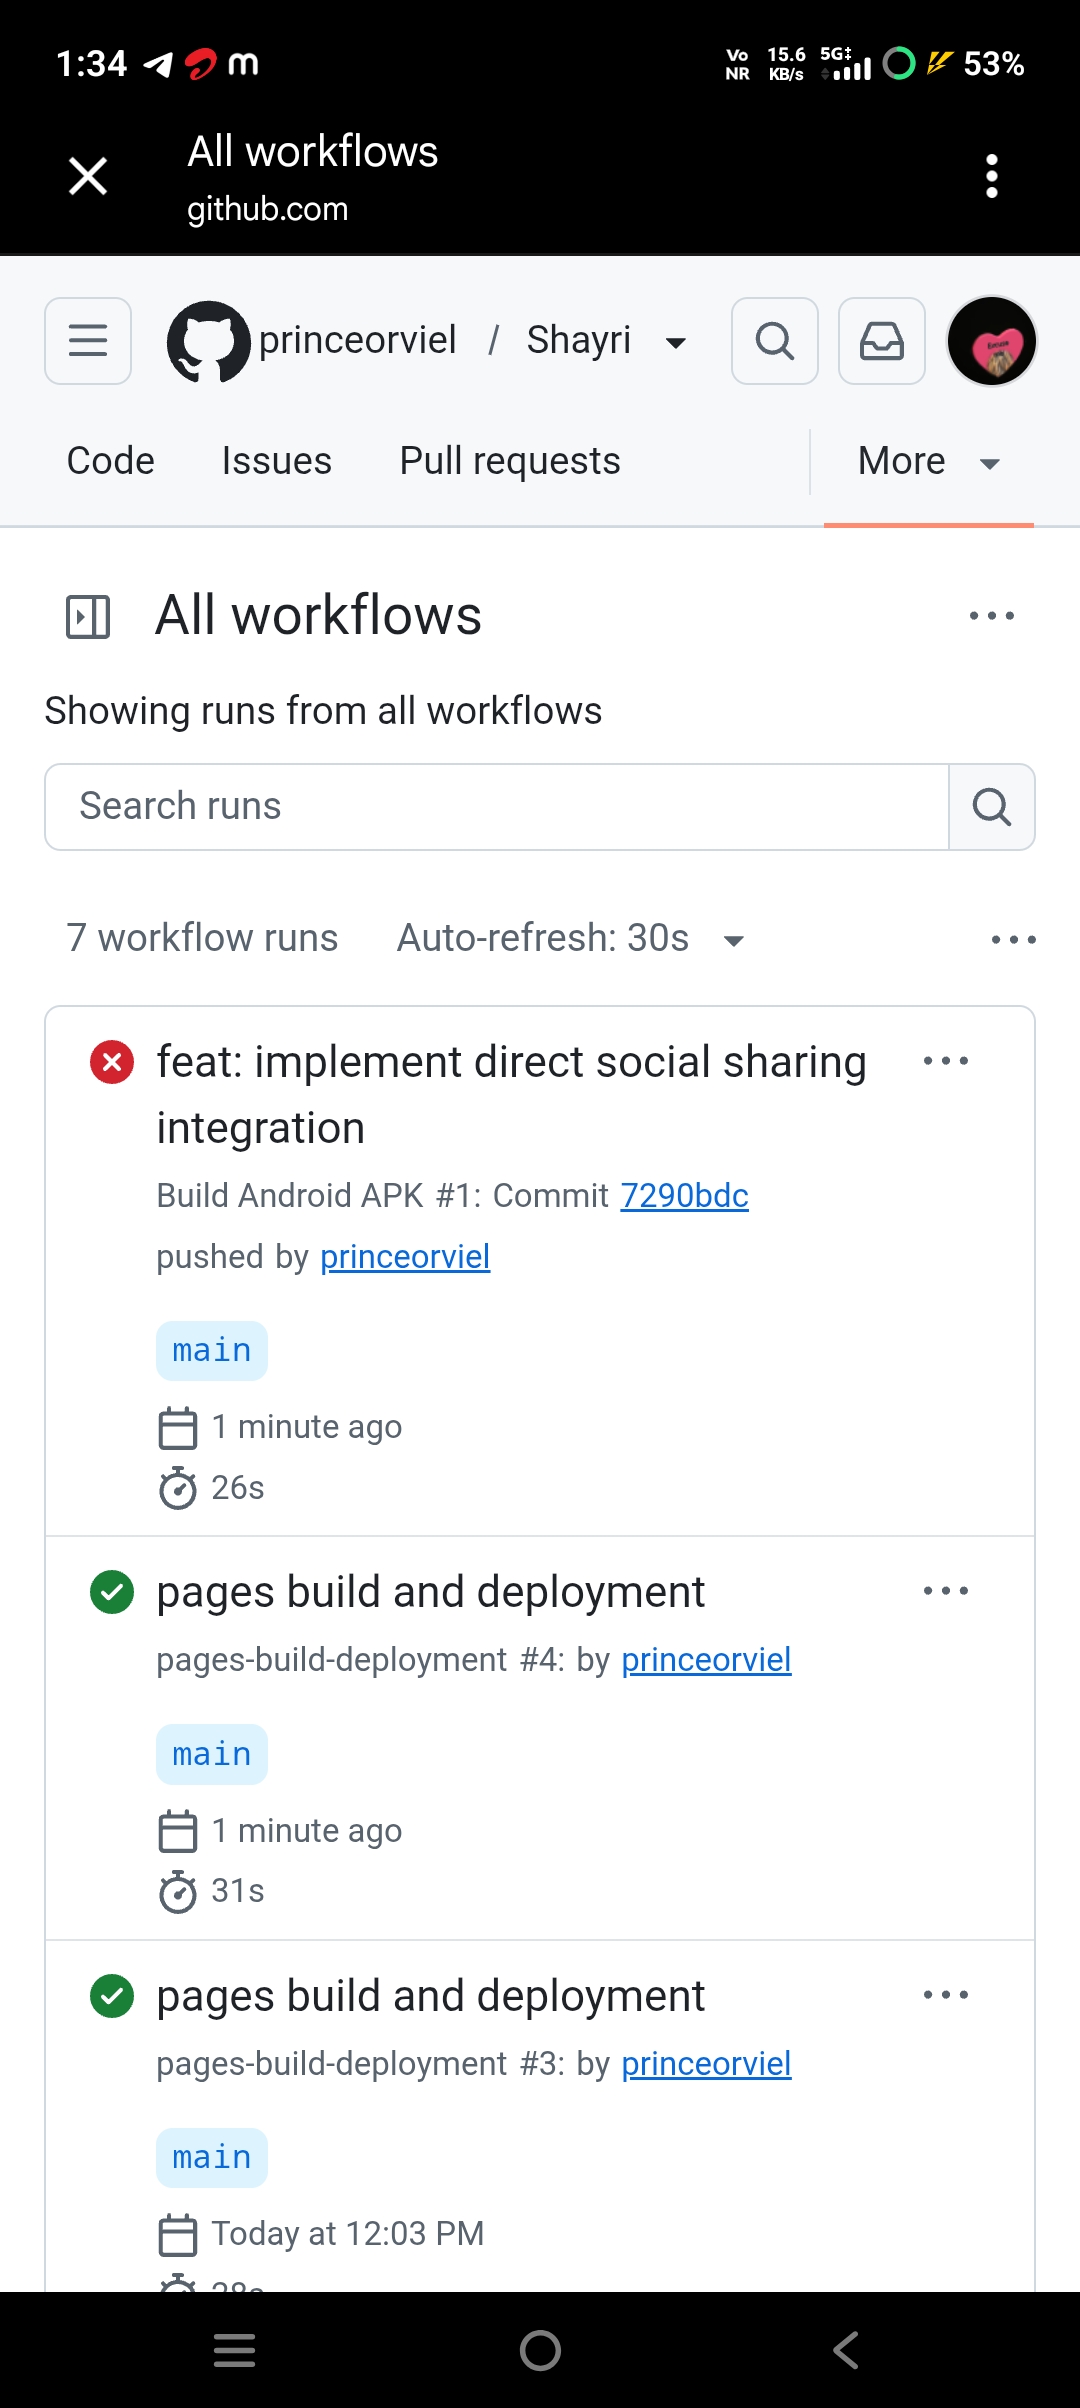 1:34
m
Vo NR
15.6 KB/s
5G
53%
All workflows
github.com
princeorviel / Shayri
Code
Issues
Pull requests
More
All workflows
Showing runs from all workflows
Search runs
7 workflow runs
Auto-refresh: 30s
feat: implement direct social sharing
integration
Build Android APK #1: Commit 7290bdc
pushed by princeorviel
main
1 minute ago
26s
pages build and deployment
pages-build-deployment #4: by princeorviel
main
1 minute ago
31s
pages build and deployment
pages-build-deployment #3: by princeorviel
main
Today at 12:03 PM